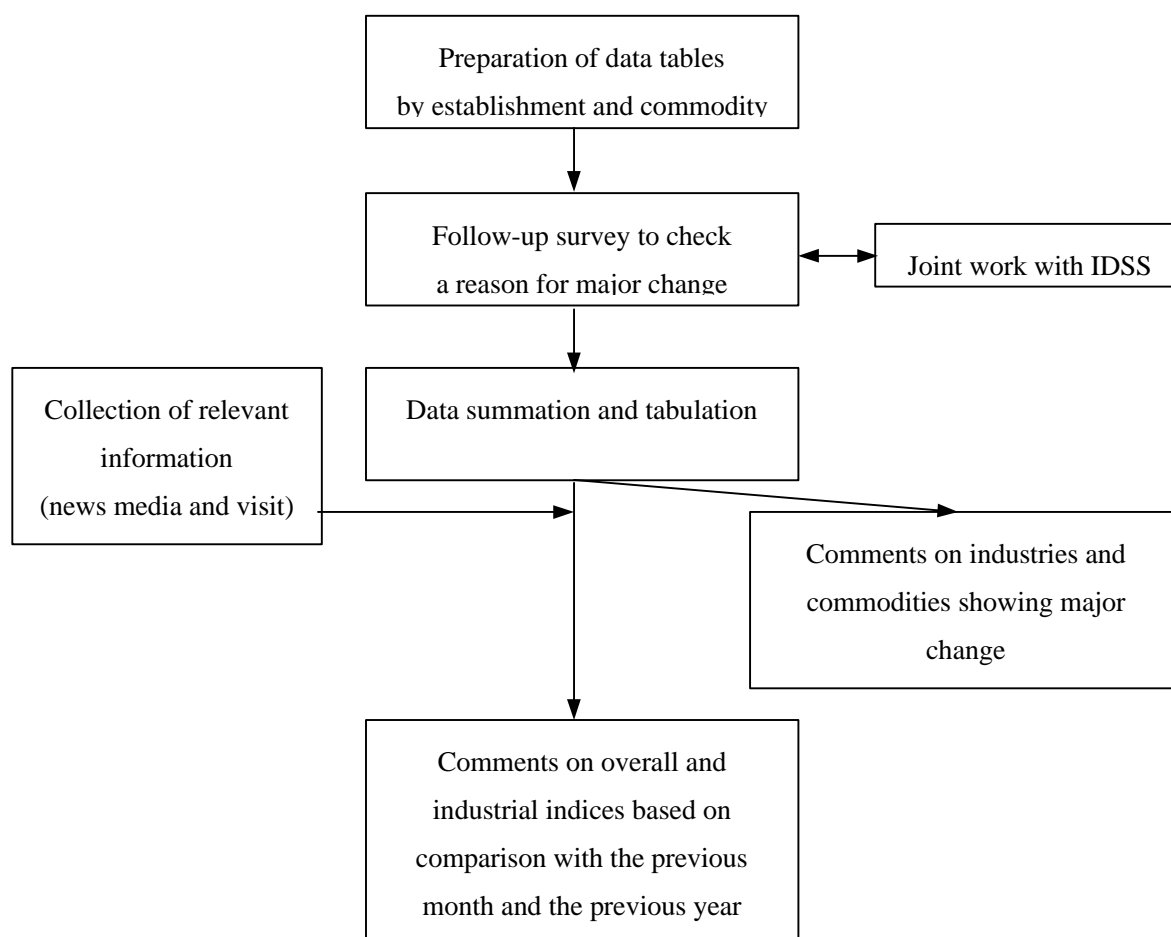 Preparation of data tables
by establishment and commodity
Follow-up survey to check
a reason for major change
Joint work with IDSS
Collection of relevant
information
(news media and visit)
Data summation and tabulation
Comments on industries and
commodities showing major
change
Comments on overall and
industrial indices based on
comparison with the previous
month and the previous year